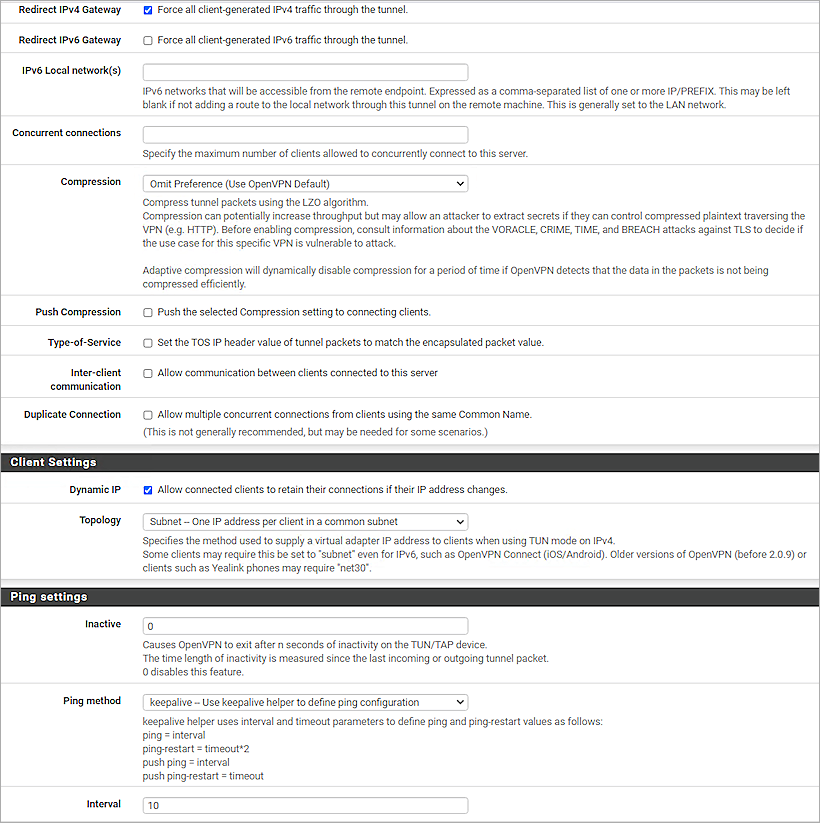 Redirect IPv4 Gateway Force all client-generated IPv4 traffic through the tunnel.
Redirect IPv6 Gateway Force all client-generated IPv6 traffic through the tunnel.
IPv6 Local network(s)
IPv6 networks that will be accessible from the remote endpoint. Expressed as a comma-separated list of one or more IP/PREFIX. This may be left
blank if not adding a route to the local network through this tunnel on the remote machine. This is generally set to the LAN network.
Concurrent connections
Specify the maximum number of clients allowed to concurrently connect to this server.
Compression Omit Preference (Use OpenVPN Default)
Compress tunnel packets using the LZO algorithm.
Compression can potentially increase throughput but may allow an attacker to extract secrets if they can control compressed plaintext traversing the
VPN (e.g. HTTP). Before enabling compression, consult information about the VORACLE, CRIME, TIME, and BREACH attacks against TLS to decide if
the use case for this specific VPN is vulnerable to attack.
Adaptive compression will dynamically disable compression for a period of time if OpenVPN detects that the data in the packets is not being
compressed efficiently.
Push Compression Push the selected Compression setting to connecting clients.
Type-of-Service Set the TOS IP header value of tunnel packets to match the encapsulated packet value.
Inter-client Allow communication between clients connected to this server
communication
Duplicate Connection Allow multiple concurrent connections from clients using the same Common Name.
(This is not generally recommended, but may be needed for some scenarios.)
Client Settings
Dynamic IP Allow connected clients to retain their connections if their IP address changes.
Topology Subnet -- One IP address per client in a common subnet
Specifies the method used to supply a virtual adapter IP address to clients when using TUN mode on IPv4.
Some clients may require this be set to "subnet" even for IPv6, such as OpenVPN Connect (iOS/Android). Older versions of OpenVPN (before 2.0.9) or
clients such as Yealink phones may require "net30".
Ping settings
Inactive 0
Causes OpenVPN to exit after n seconds of inactivity on the TUN/TAP device.
The time length of inactivity is measured since the last incoming or outgoing tunnel packet.
0 disables this feature.
Ping method keepalive -- Use keepalive helper to define ping configuration
keepalive helper uses interval and timeout parameters to define ping and ping-restart values as follows:
ping = interval
ping-restart = timeout*2
push ping = interval
push ping-restart = timeout
Interval 10